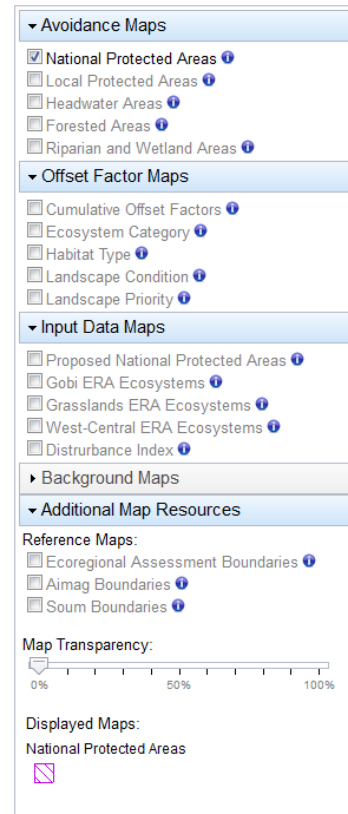 Avoidance Maps
National Protected Areas
Local Protected Areas
Headwater Areas
Forested Areas
Riparian and Wetland Areas
Offset Factor Maps
Cumulative Offset Factors
Ecosystem Category
Habitat Type
Landscape Condition
Landscape Priority
Input Data Maps
Proposed National Protected Areas
Gobi ERA Ecosystems
Grasslands ERA Ecosystems
West-Central ERA Ecosystems
Distrurbance Index
Background Maps
Additional Map Resources
Reference Maps:
Ecoregional Assessment Boundaries
Aimag Boundaries
Soum Boundaries
Map Transparency:
0% 50% 100%
Displayed Maps:
National Protected Areas